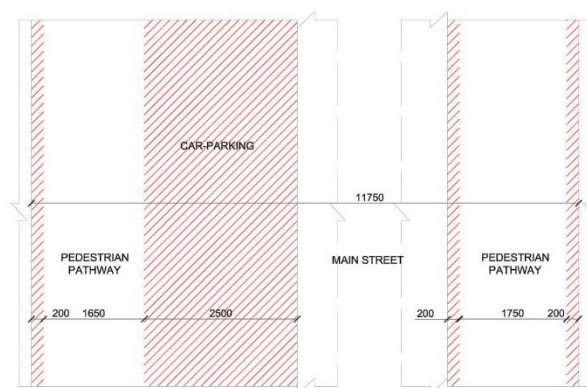 CAR-PARKING
11750
PEDESTRIAN
PATHWAY
MAIN STREET
PEDESTRIAN
PATHWAY
200 1650 2500 200 1750 200